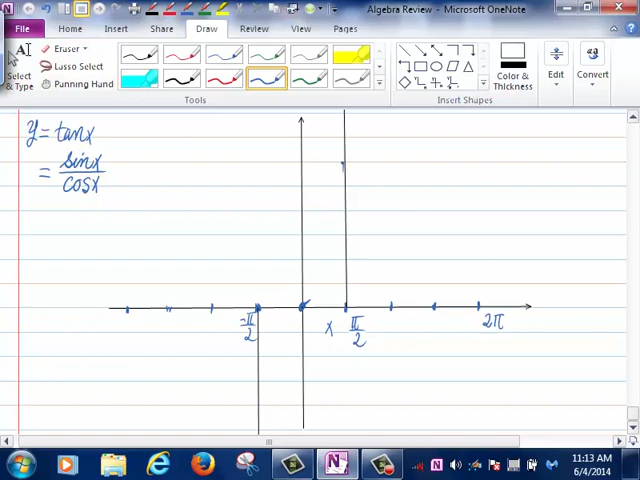 Algebra Review - Microsoft OneNote
File Home Insert Share Draw Review View Pages
Select & Type
Eraser
Lasso Select
Panning Hand
Tools
Insert Shapes
Color & Thickness
Edit
Convert
y = tanx
= sinx / cosx
-π/2
x
π/2
2π
11:13 AM
6/4/2014